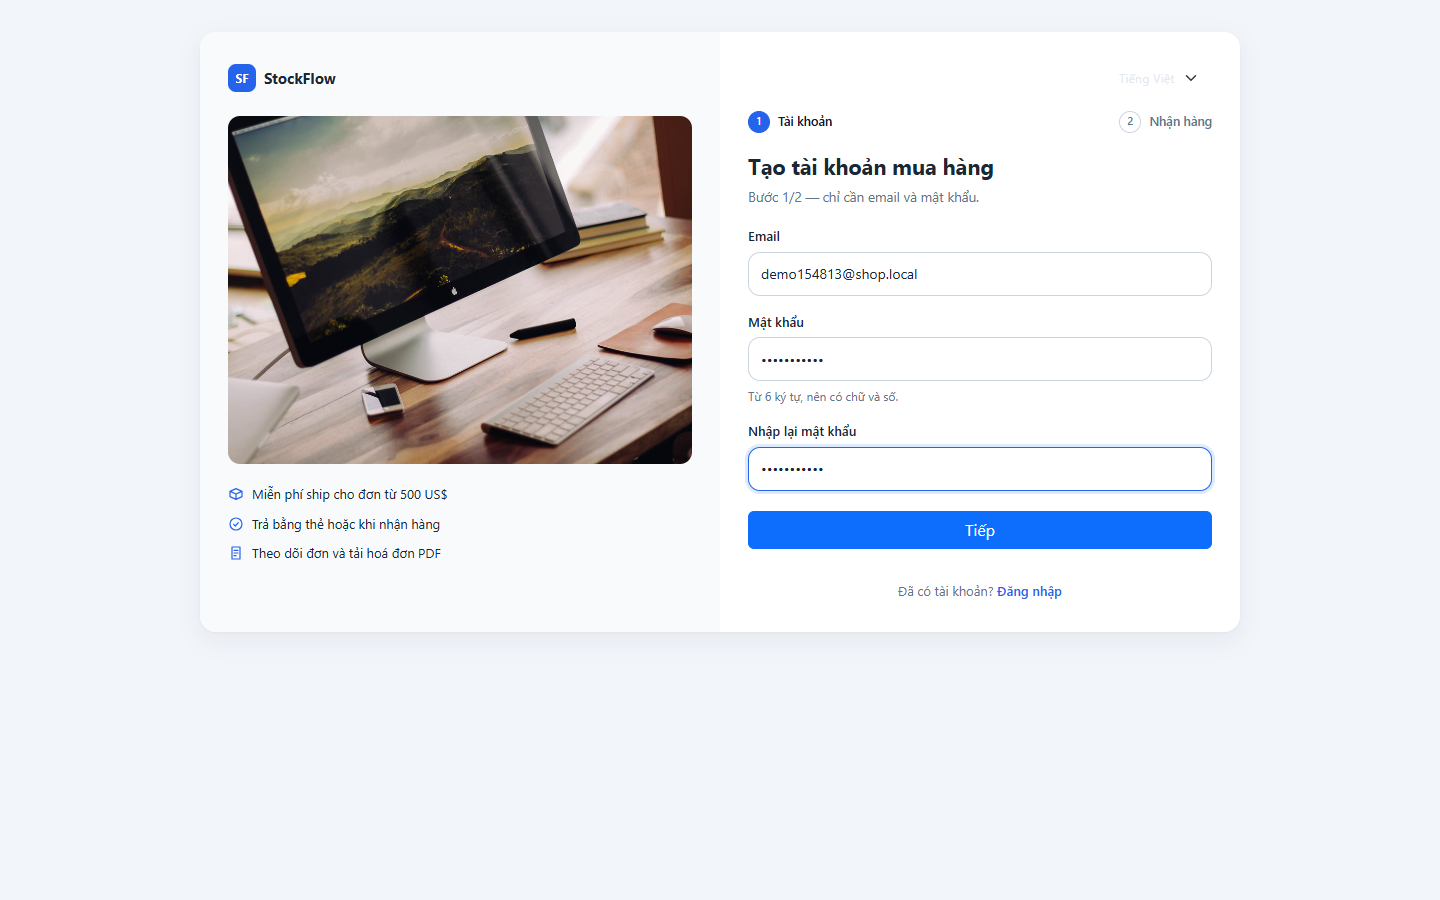 SF StockFlow
Miễn phí ship cho đơn từ 500 US$
Trả bằng thẻ hoặc khi nhận hàng
Theo dõi đơn và tải hoá đơn PDF
Tiếng Việt
1 Tài khoản
2 Nhận hàng
Tạo tài khoản mua hàng
Bước 1/2 — chỉ cần email và mật khẩu.
Email
demo154813@shop.local
Mật khẩu
•••••••••••
Từ 6 ký tự, nên có chữ và số.
Nhập lại mật khẩu
•••••••••••
Tiếp
Đã có tài khoản? Đăng nhập